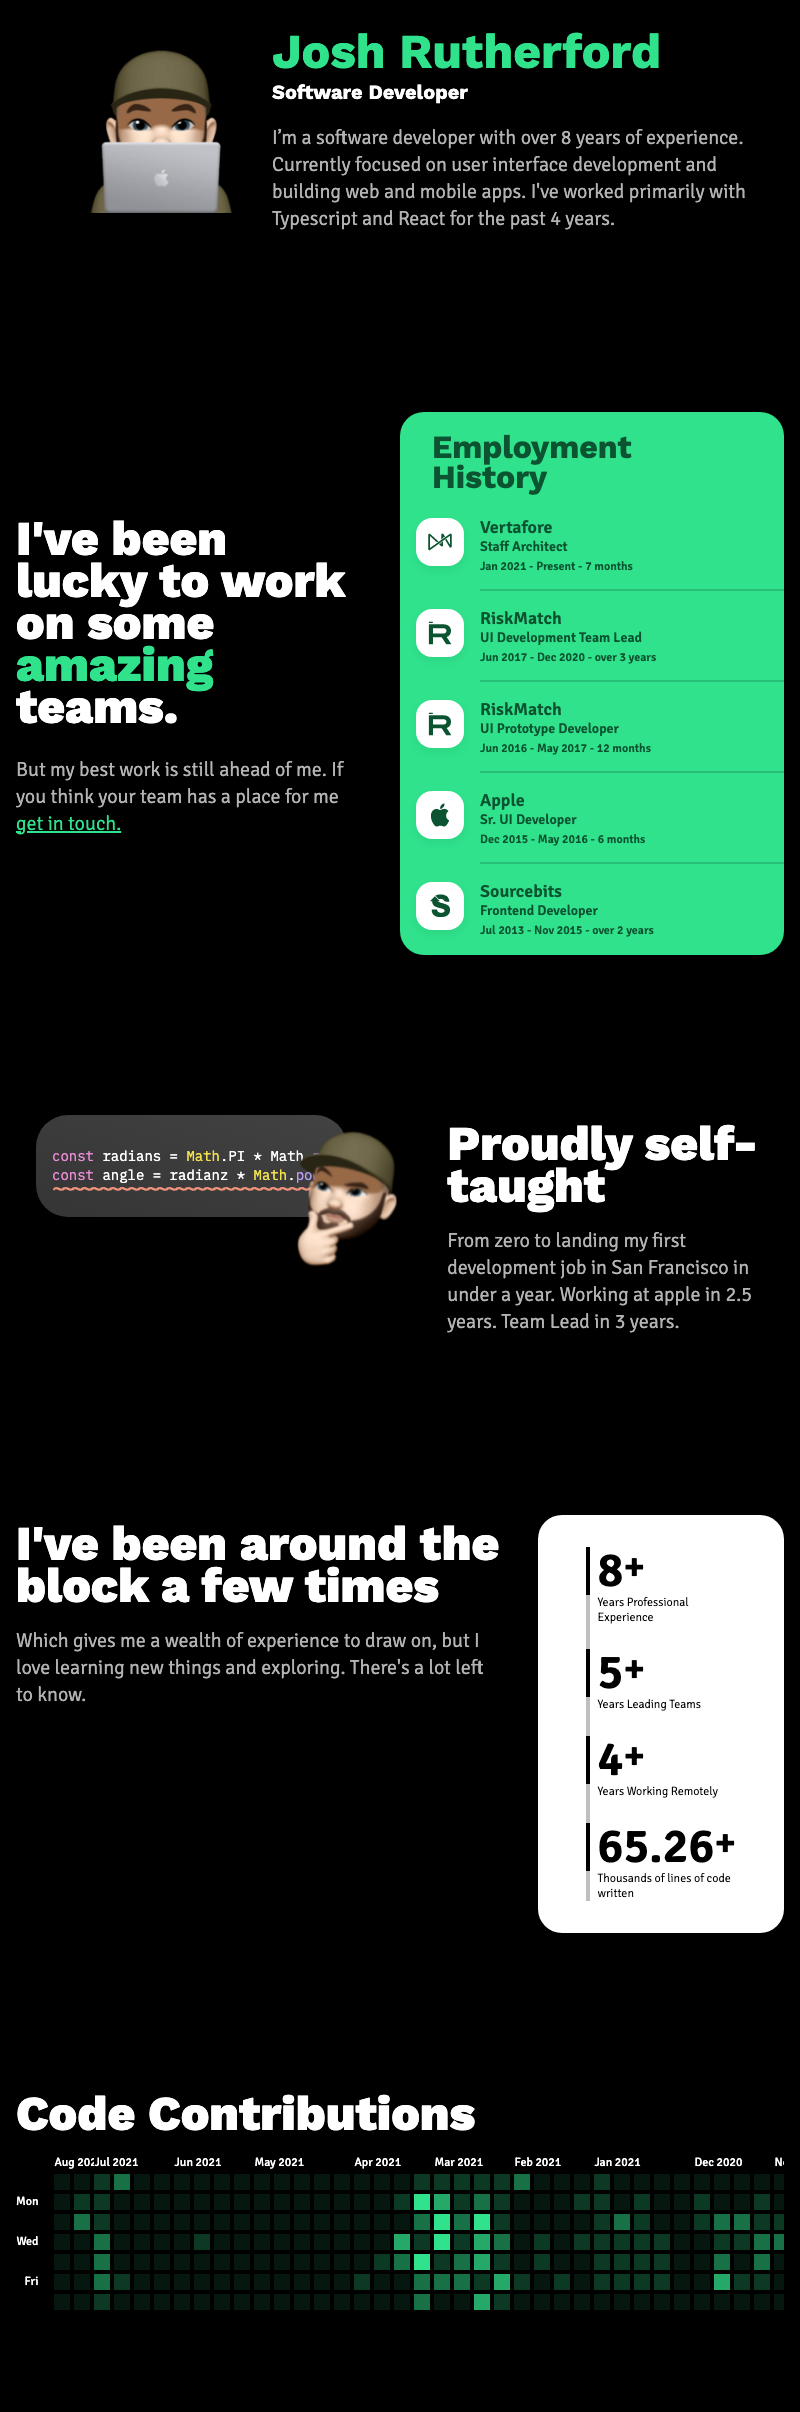 Josh Rutherford
Software Developer
I’m a software developer with over 8 years of experience.
Currently focused on user interface development and
building web and mobile apps. I've worked primarily with
Typescript and React for the past 4 years.
I've been
lucky to work
on some
amazing
teams.
But my best work is still ahead of me. If
you think your team has a place for me
get in touch.
Employment
History
Vertafore
Staff Architect
Jan 2021 - Present - 7 months
RiskMatch
UI Development Team Lead
Jun 2017 - Dec 2020 - over 3 years
RiskMatch
UI Prototype Developer
Jun 2016 - May 2017 - 12 months
Apple
Sr. UI Developer
Dec 2015 - May 2016 - 6 months
Sourcebits
Frontend Developer
Jul 2013 - Nov 2015 - over 2 years
const radians = Math.PI * Math
const angle = radianz * Math.po
Proudly self-
taught
From zero to landing my first
development job in San Francisco in
under a year. Working at apple in 2.5
years. Team Lead in 3 years.
I've been around the
block a few times
Which gives me a wealth of experience to draw on, but I
love learning new things and exploring. There's a lot left
to know.
8+
Years Professional
Experience
5+
Years Leading Teams
4+
Years Working Remotely
65.26+
Thousands of lines of code
written
Code Contributions
Aug 202 Jul 2021 Jun 2021 May 2021 Apr 2021 Mar 2021 Feb 2021 Jan 2021 Dec 2020
Mon
Wed
Fri